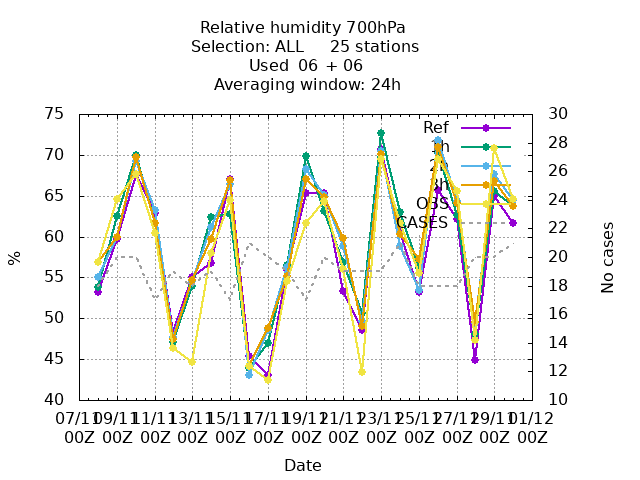 Relative humidity 700hPa
Selection: ALL 25 stations
Used 06 + 06
Averaging window: 24h
75
70
65
60
55
50
45
40
%
30
28
26
24
22
20
18
16
14
12
10
No cases
Ref
1h
2h
3h
OBS
CASES
07/11 09/11 11/11 13/11 15/11 17/11 19/11 21/11 23/11 25/11 27/11 29/11 01/12
00Z 00Z 00Z 00Z 00Z 00Z 00Z 00Z 00Z 00Z 00Z 00Z 00Z
Date